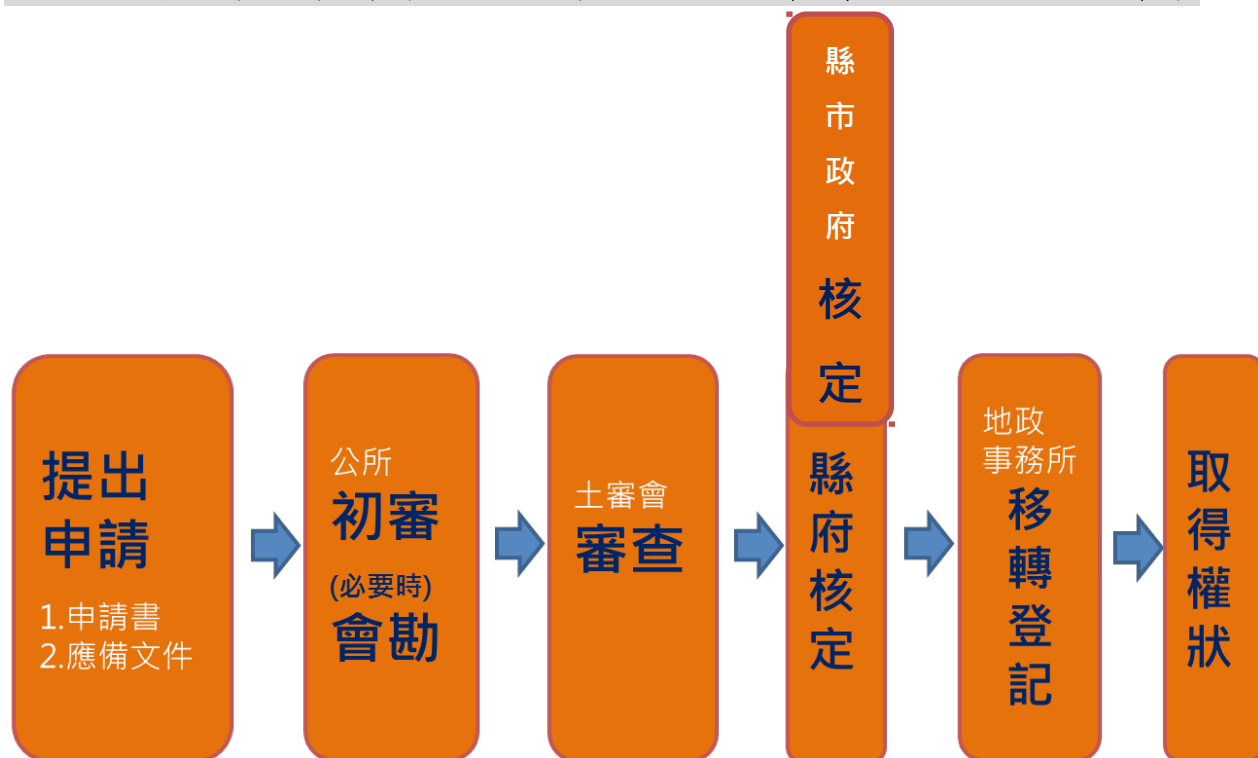 提出
申請
1.申請書
2.應備文件
公所
初審
(必要時)
會勘
土審會
審查
縣市政府核定
縣府核定
地政
事務所
移轉登記
取得權狀